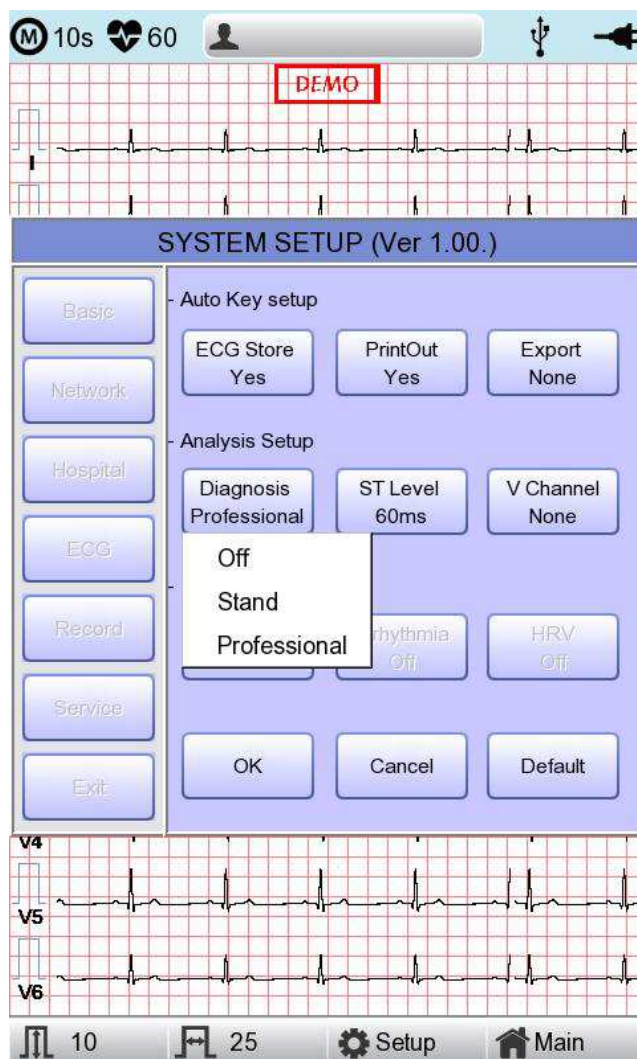 M 10s 60
DEMO
I
SYSTEM SETUP (Ver 1.00.)
Basic
Network
Hospital
ECG
Record
Service
Exit
- Auto Key setup
ECG Store
Yes
PrintOut
Yes
Export
None
- Analysis Setup
Diagnosis
Professional
ST Level
60ms
V Channel
None
Off
Stand
Professional
-
rhythmia
Off
HRV
Off
OK
Cancel
Default
V4
V5
V6
10
25
Setup
Main